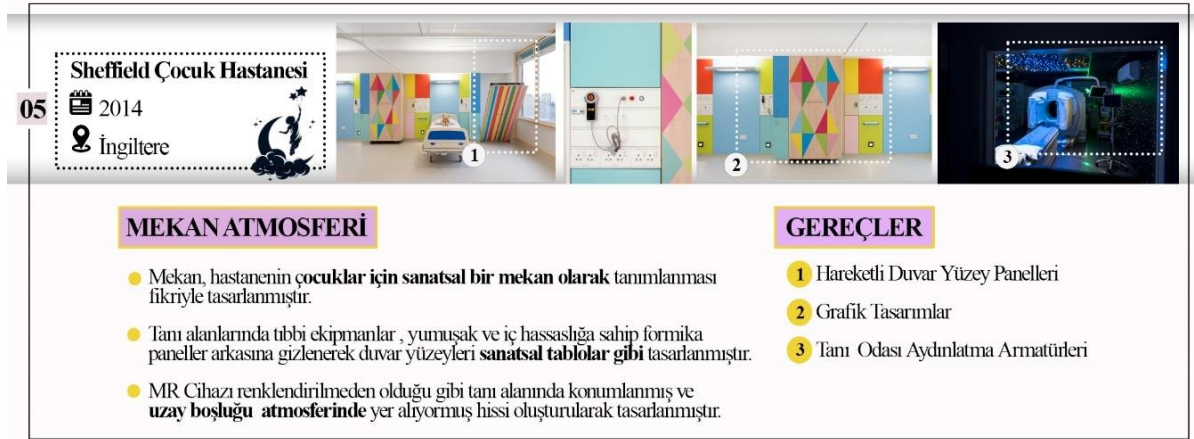 05
Sheffield Çocuk Hastanesi
2014
İngiltere
1
2
3
MEKAN ATMOSFERİ
Mekan, hastanenin çocuklar için sanatsal bir mekan olarak tanımlanması
fikriyle tasarlanmıştır.
Tanı alanlarında tıbbi ekipmanlar , yumuşak ve iç hassaslığa sahip formika
paneller arkasına gizlenerek duvar yüzeyleri sanatsal tablolar gibi tasarlanmıştır.
MR Cihazı renklendirilmeden olduğu gibi tanı alanında konumlanmış ve
uzay boşluğu atmosferinde yer alıyormuş hissi oluşturularak tasarlanmıştır.
GEREÇLER
1 Hareketli Duvar Yüzey Panelleri
2 Grafik Tasarımlar
3 Tanı Odası Aydınlatma Armatürleri